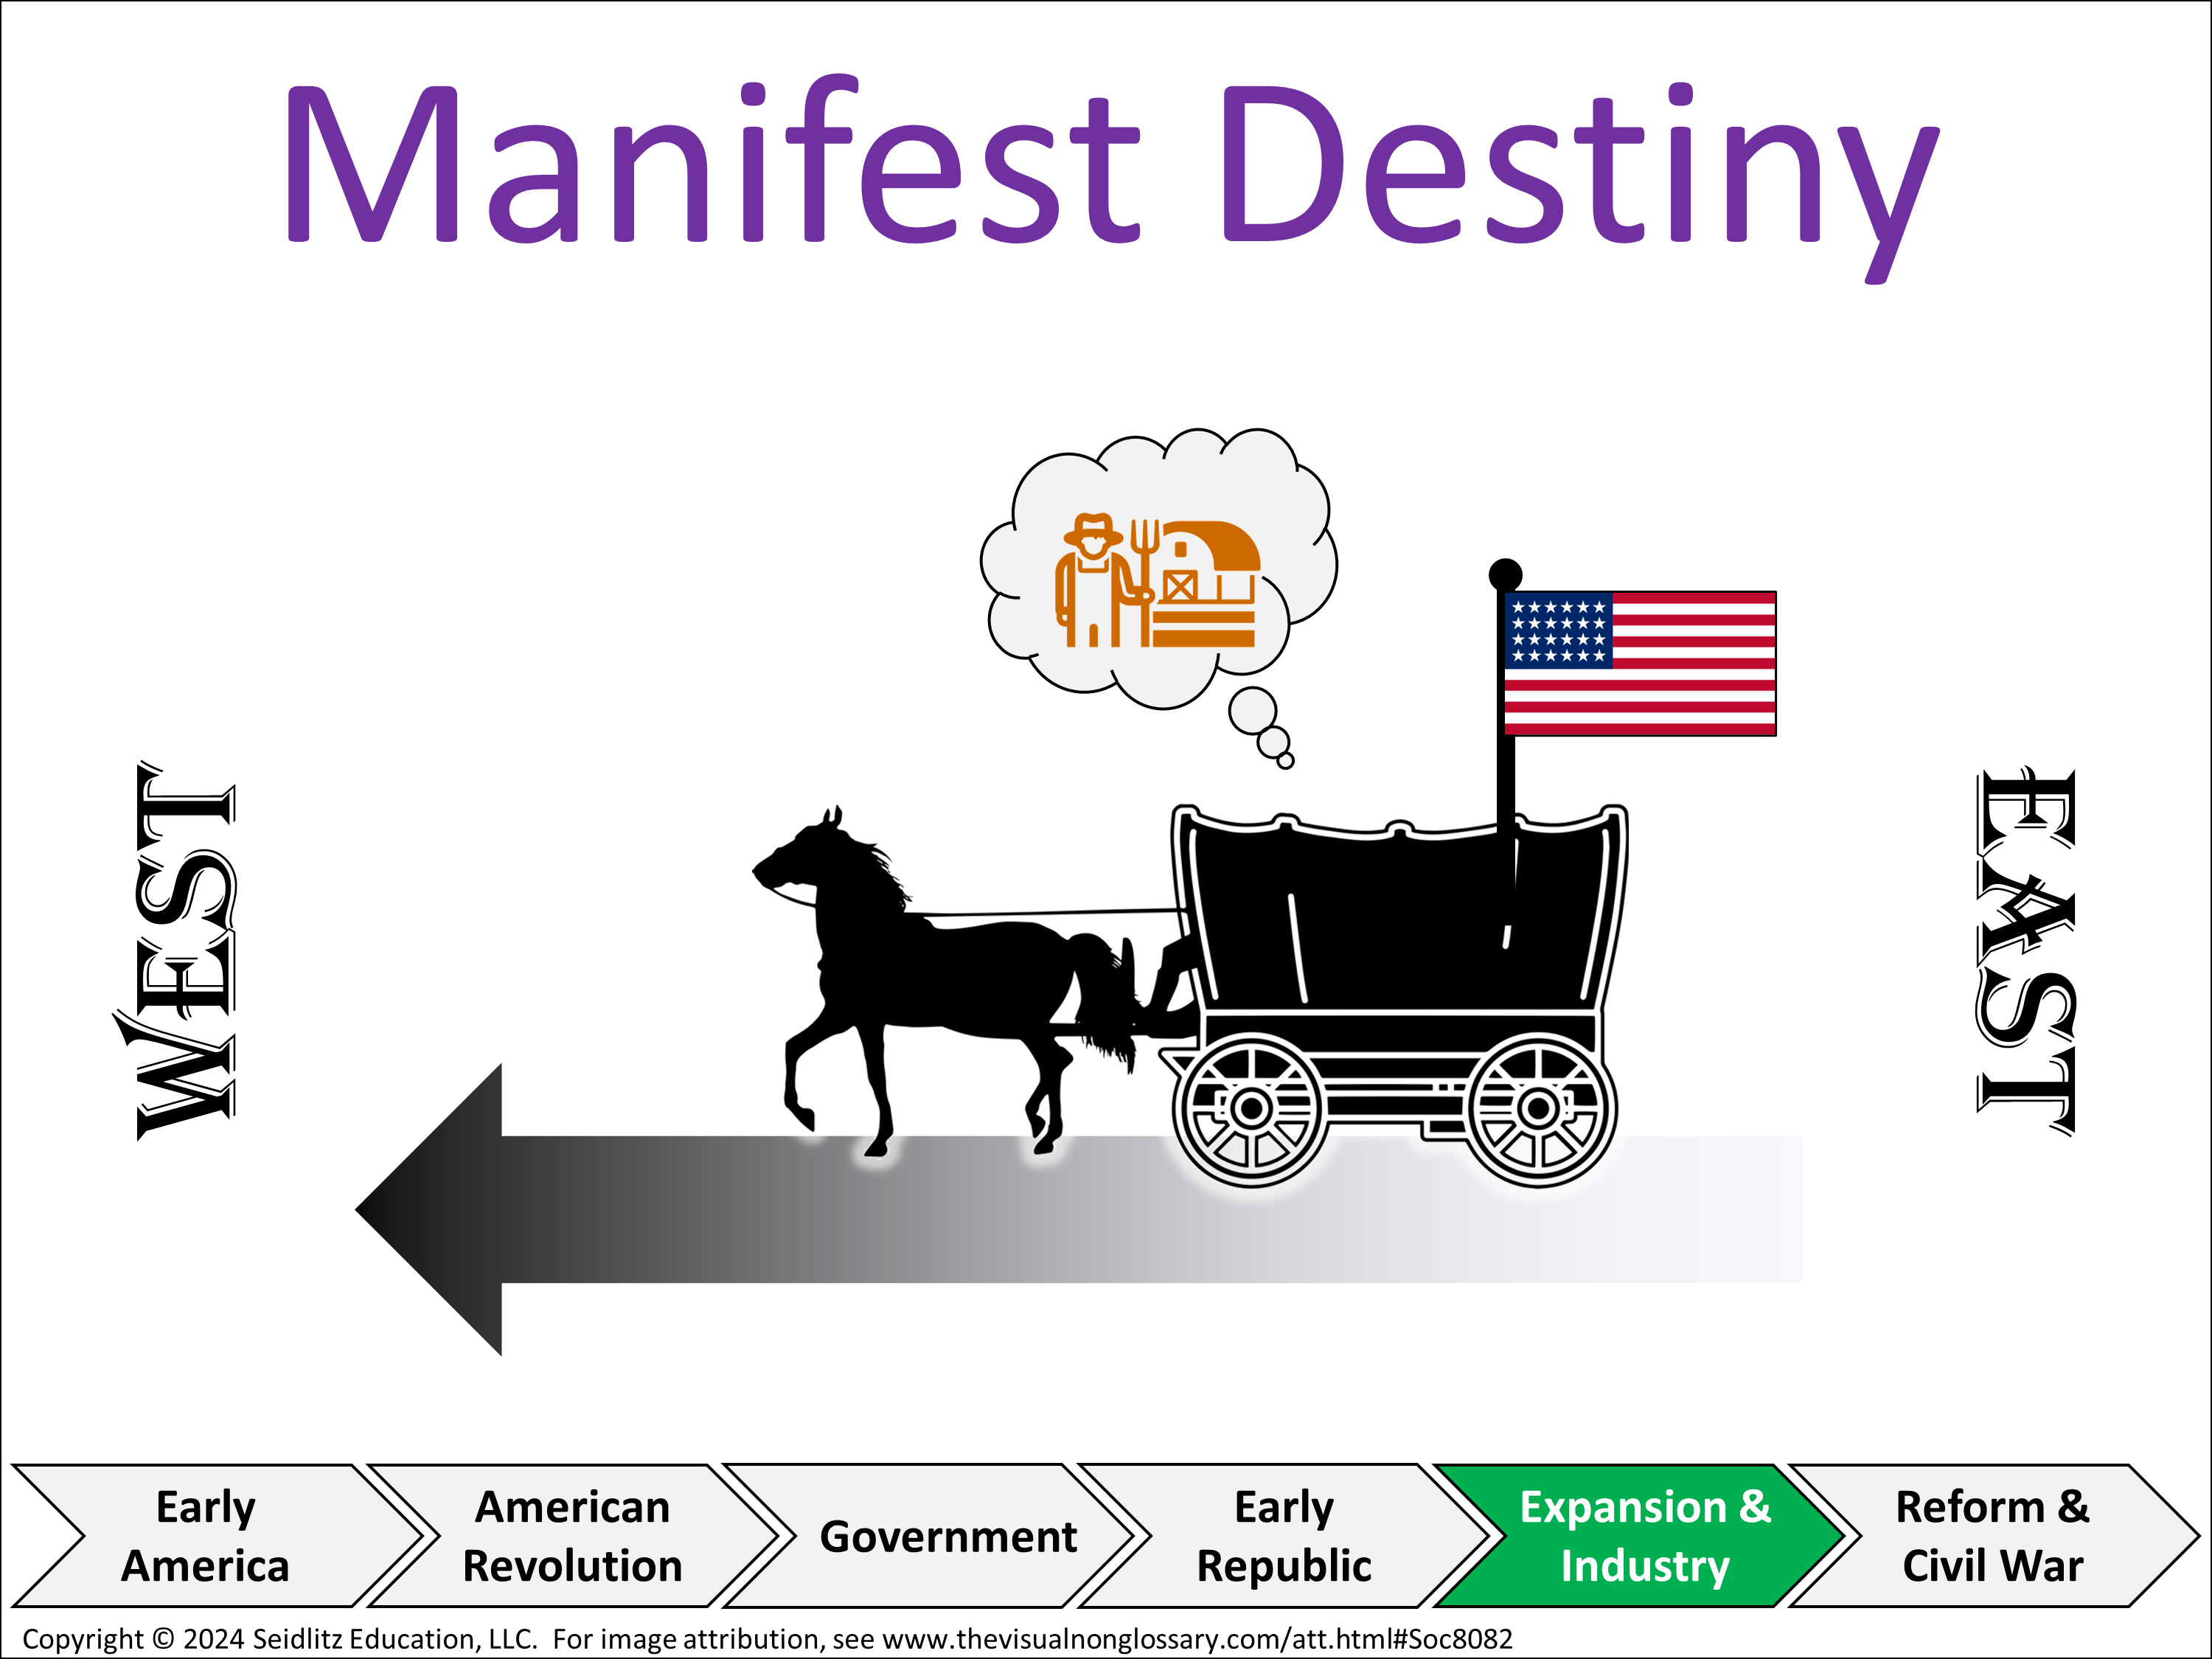 Manifest Destiny
WEST
EAST
Early
America
American
Revolution
Government
Early
Republic
Expansion &
Industry
Reform &
Civil War
Copyright © 2024 Seidlitz Education, LLC.  For image attribution, see www.thevisualnonglossary.com/att.html#Soc8082